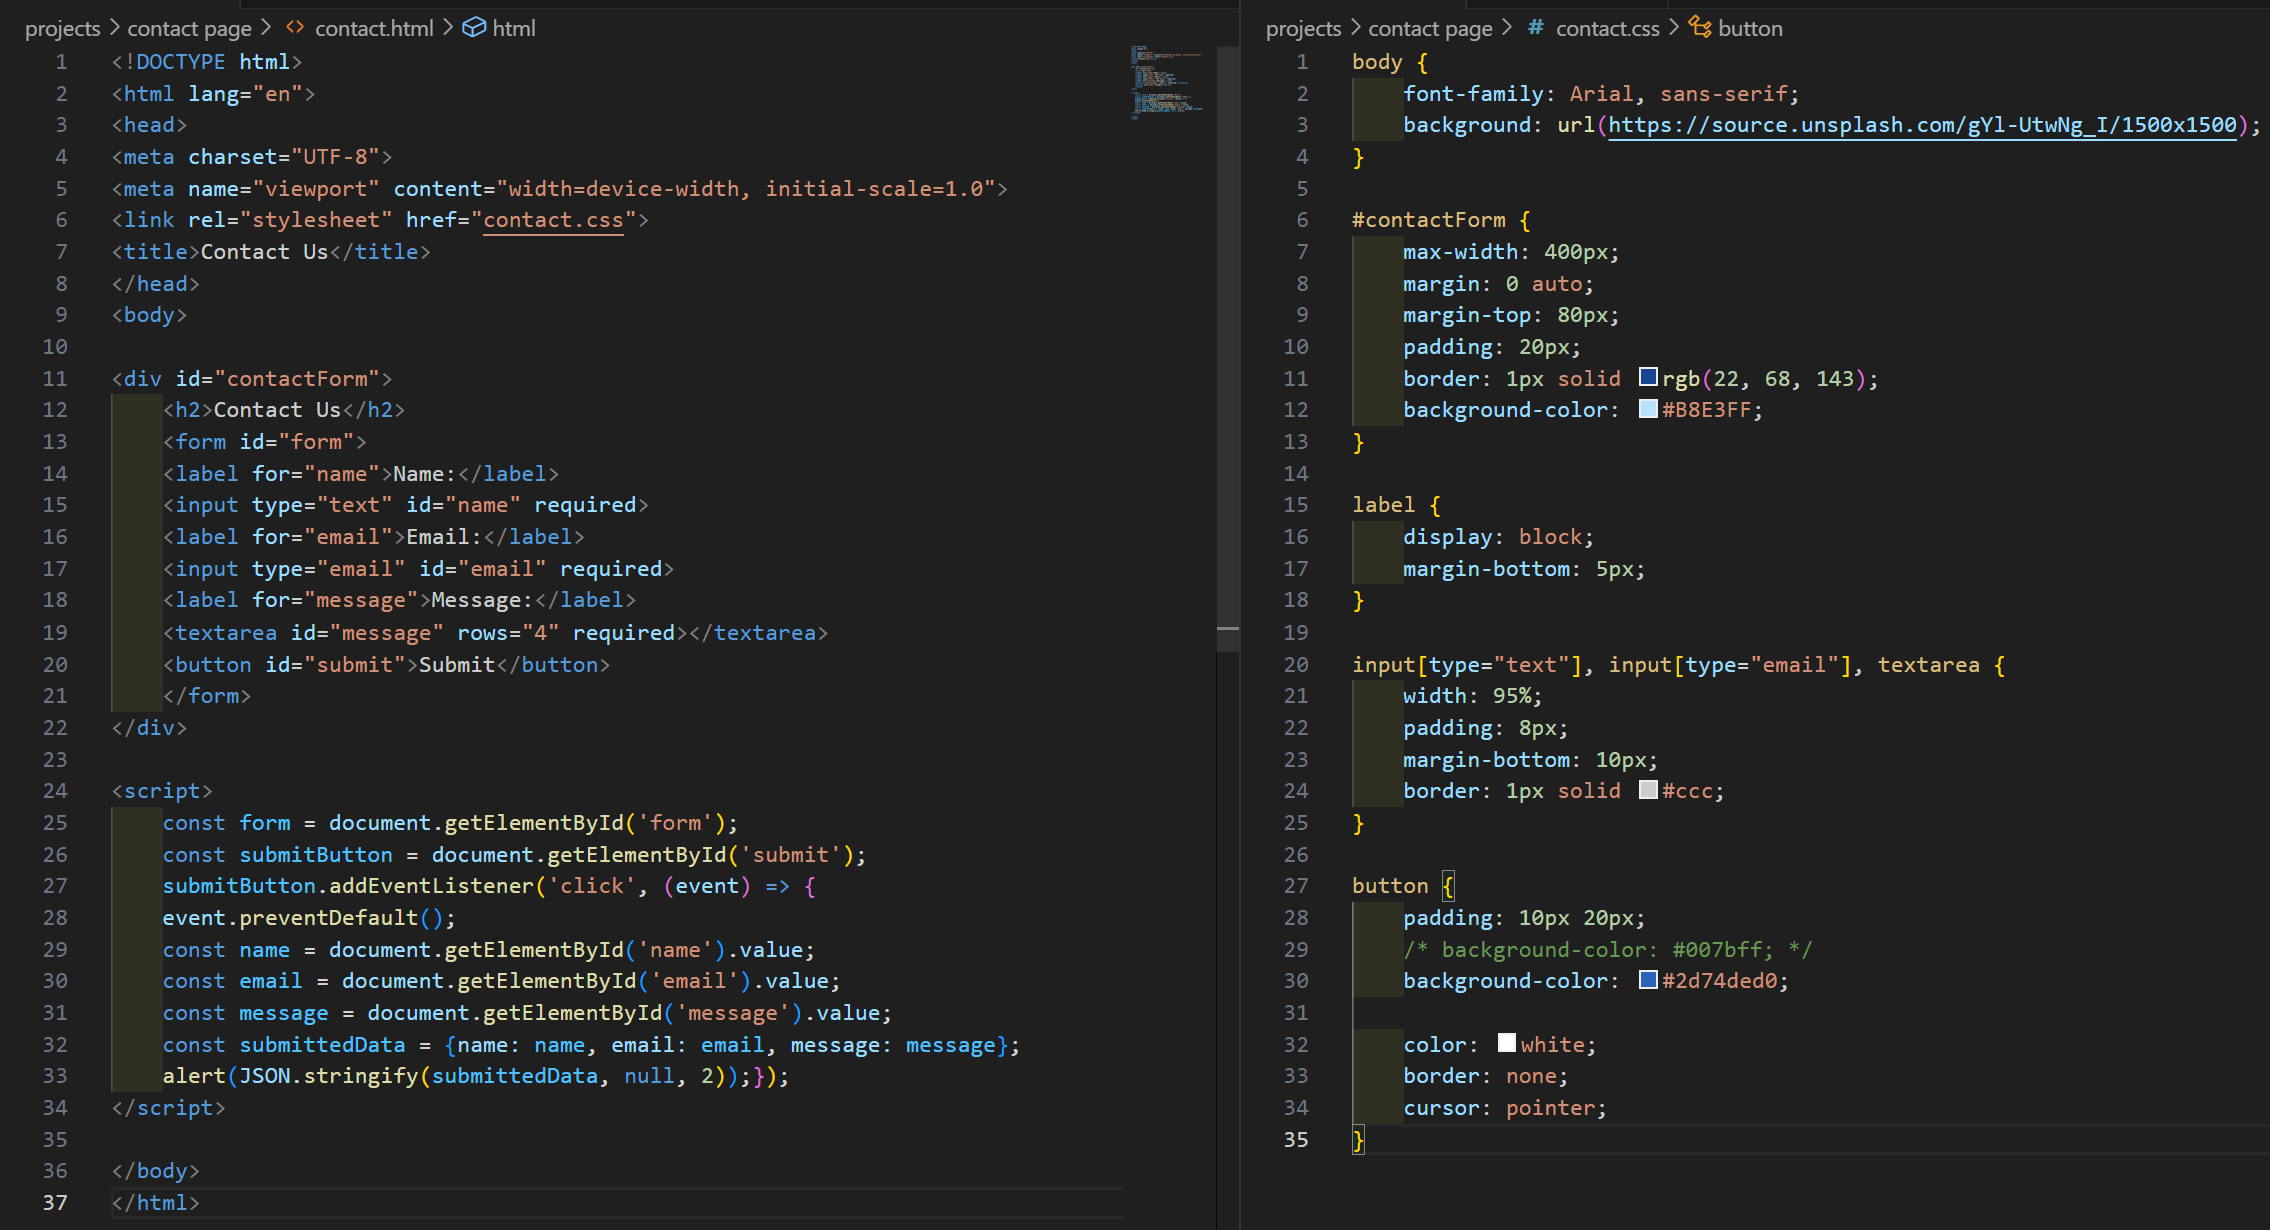 projects > contact page > <> contact.html > html
1 <!DOCTYPE html>
2 <html lang="en">
3 <head>
4 <meta charset="UTF-8">
5 <meta name="viewport" content="width=device-width, initial-scale=1.0">
6 <link rel="stylesheet" href="contact.css">
7 <title>Contact Us</title>
8 </head>
9 <body>
10
11 <div id="contactForm">
12     <h2>Contact Us</h2>
13     <form id="form">
14     <label for="name">Name:</label>
15     <input type="text" id="name" required>
16     <label for="email">Email:</label>
17     <input type="email" id="email" required>
18     <label for="message">Message:</label>
19     <textarea id="message" rows="4" required></textarea>
20     <button id="submit">Submit</button>
21     </form>
22 </div>
23
24 <script>
25     const form = document.getElementById('form');
26     const submitButton = document.getElementById('submit');
27     submitButton.addEventListener('click', (event) => {
28     event.preventDefault();
29     const name = document.getElementById('name').value;
30     const email = document.getElementById('email').value;
31     const message = document.getElementById('message').value;
32     const submittedData = {name: name, email: email, message: message};
33     alert(JSON.stringify(submittedData, null, 2));});
34 </script>
35
36 </body>
37 </html>
projects > contact page > # contact.css > button
1 body {
2     font-family: Arial, sans-serif;
3     background: url(https://source.unsplash.com/gYl-UtwNg_I/1500x1500);
4 }
5
6 #contactForm {
7     max-width: 400px;
8     margin: 0 auto;
9     margin-top: 80px;
10     padding: 20px;
11     border: 1px solid rgb(22, 68, 143);
12     background-color: #B8E3FF;
13 }
14
15 label {
16     display: block;
17     margin-bottom: 5px;
18 }
19
20 input[type="text"], input[type="email"], textarea {
21     width: 95%;
22     padding: 8px;
23     margin-bottom: 10px;
24     border: 1px solid #ccc;
25 }
26
27 button {
28     padding: 10px 20px;
29     /* background-color: #007bff; */
30     background-color: #2d74ded0;
31
32     color: white;
33     border: none;
34     cursor: pointer;
35 }